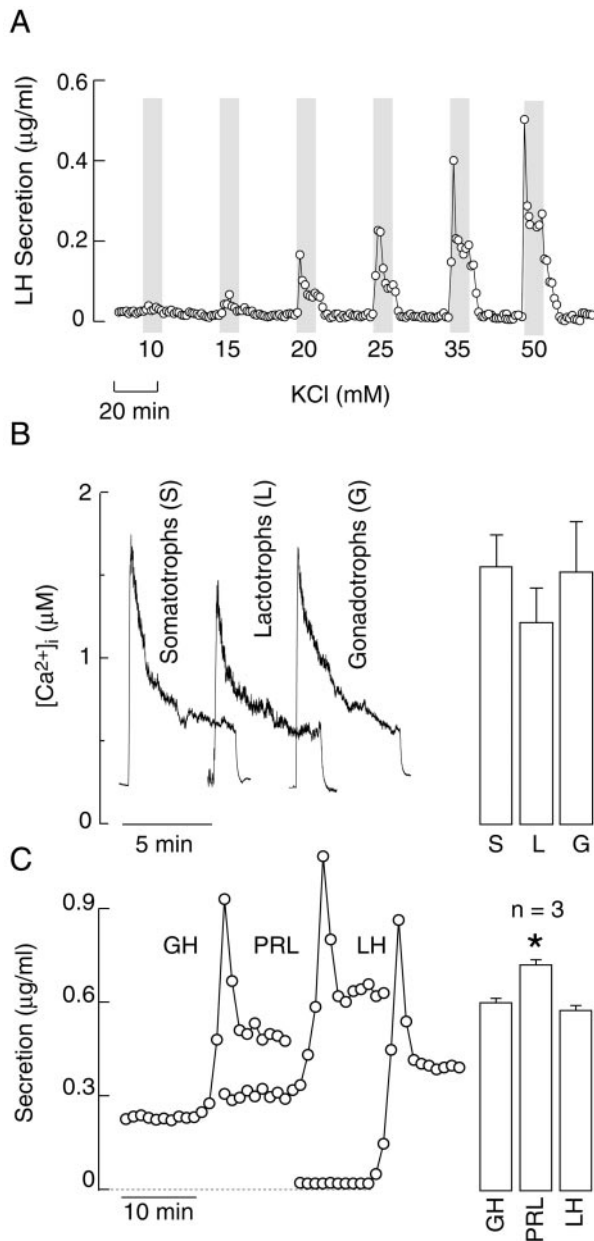 A
LH Secretion (µg/ml)
0.6
0.4
0.2
0
10 15 20 25 35 50
20 min
KCl (mM)
B
[Ca²⁺]ᵢ (µM)
2
1
0
Somatotrophs (S)
Lactotrophs (L)
Gonadotrophs (G)
5 min
S L G
C
Secretion (µg/ml)
0.9
0.6
0.3
0
GH PRL LH
10 min
n = 3
*
GH PRL LH